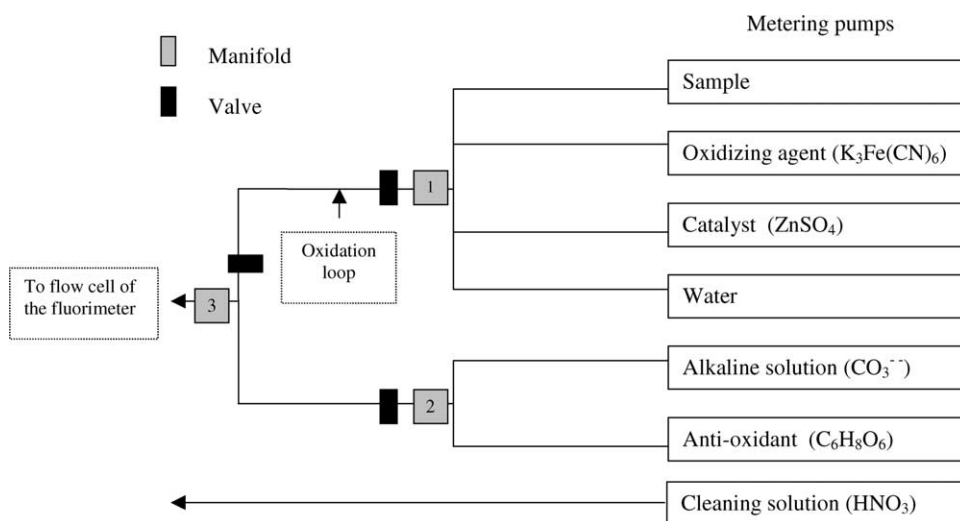 Metering pumps
Manifold
Valve
Sample
Oxidizing agent (K₃Fe(CN)₆)
1
Catalyst (ZnSO₄)
Oxidation
loop
To flow cell of
the fluorimeter
3
Water
Alkaline solution (CO₃⁻⁻)
2
Anti-oxidant (C₆H₈O₆)
Cleaning solution (HNO₃)